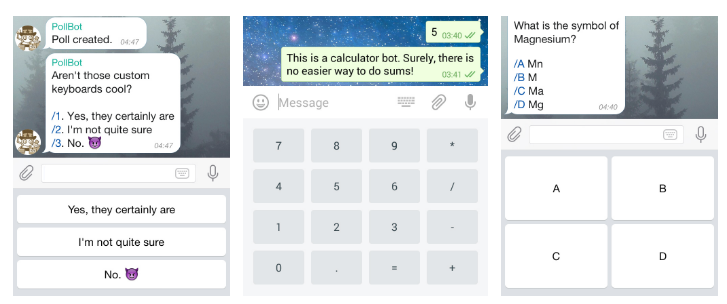 PollBot
Poll created. 04:47
PollBot
Aren't those custom
keyboards cool?
/1. Yes, they certainly are
/2. I'm not quite sure
/3. No. 😈
04:47
Yes, they certainly are
I'm not quite sure
No. 😈
5 03:40
This is a calculator bot. Surely, there is
no easier way to do sums!
03:41
Message
7 8 9 *
4 5 6 /
1 2 3 -
0 . = +
What is the symbol of
Magnesium?
/A Mn
/B M
/C Ma
/D Mg
04:40
A B
C D